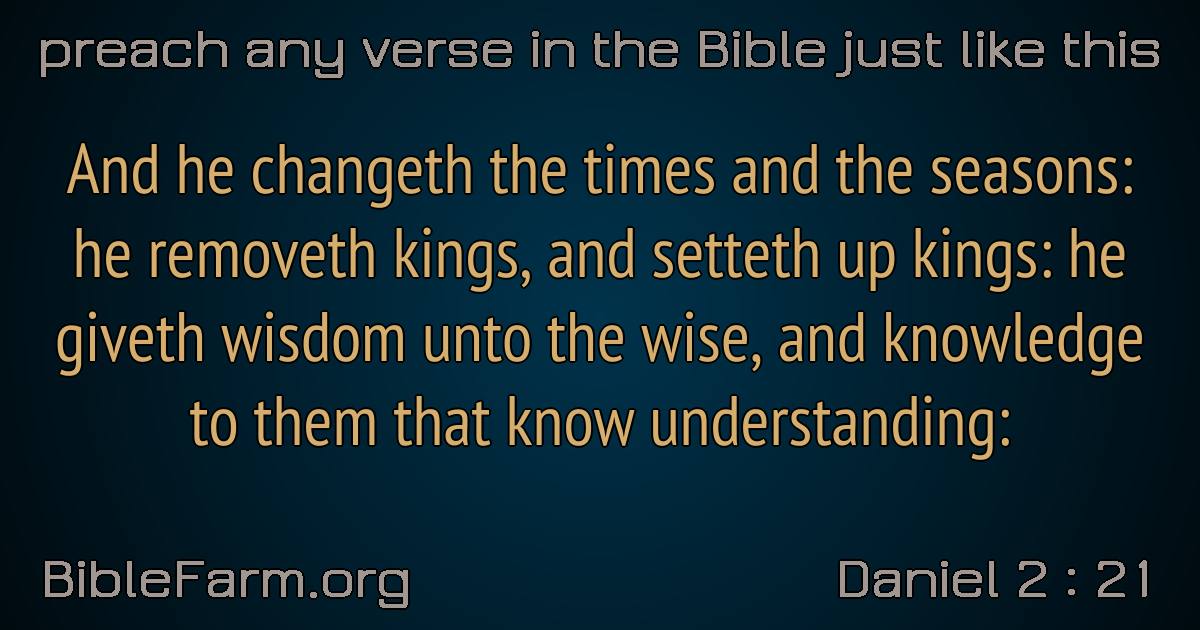 preach any verse in the Bible just like this
And he changeth the times and the seasons:
he removeth kings, and setteth up kings: he
giveth wisdom unto the wise, and knowledge
to them that know understanding:
BibleFarm.org
Daniel 2 : 21